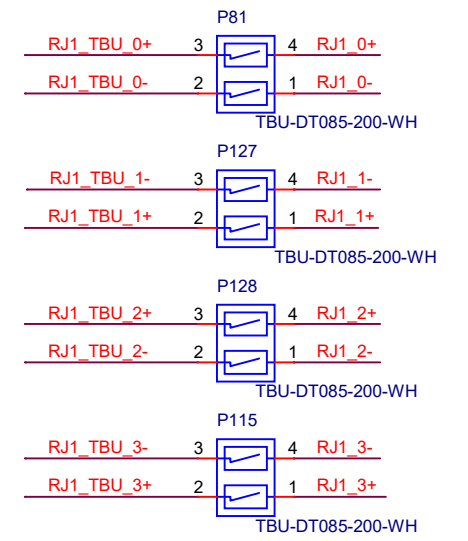 P81
RJ1_TBU_0+ 3 4 RJ1_0+
RJ1_TBU_0- 2 1 RJ1_0-
TBU-DT085-200-WH
P127
RJ1_TBU_1- 3 4 RJ1_1-
RJ1_TBU_1+ 2 1 RJ1_1+
TBU-DT085-200-WH
P128
RJ1_TBU_2+ 3 4 RJ1_2+
RJ1_TBU_2- 2 1 RJ1_2-
TBU-DT085-200-WH
P115
RJ1_TBU_3- 3 4 RJ1_3-
RJ1_TBU_3+ 2 1 RJ1_3+
TBU-DT085-200-WH